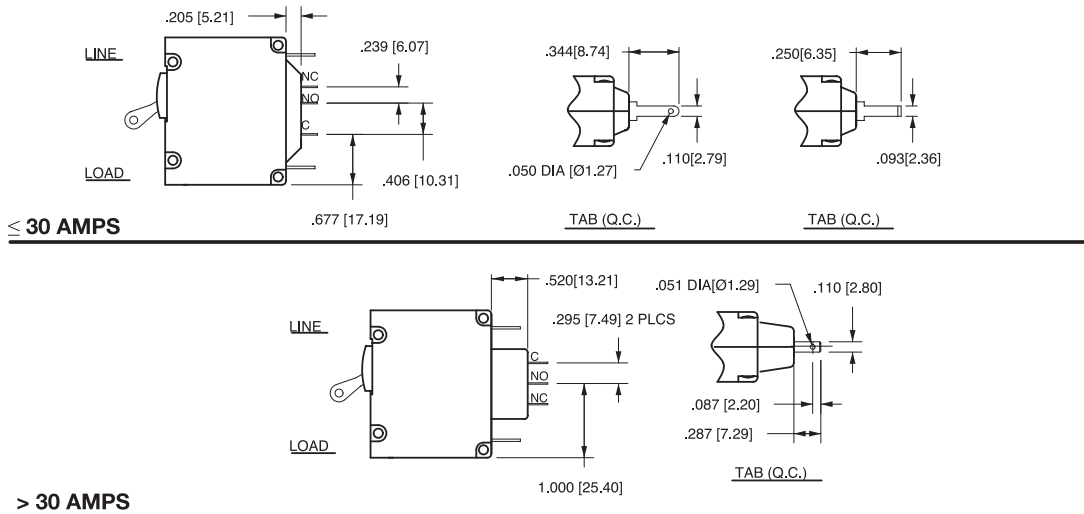 .205 [5.21]
LINE
.239 [6.07]
NC
NO
C
LOAD
.406 [10.31]
.677 [17.19]
.344[8.74]
.050 DIA [Ø1.27]
.110[2.79]
TAB (Q.C.)
.250[6.35]
.093[2.36]
TAB (Q.C.)
≤ 30 AMPS
.520[13.21]
LINE
.295 [7.49] 2 PLCS
C
NO
NC
LOAD
1.000 [25.40]
.051 DIA[Ø1.29]
.110 [2.80]
.087 [2.20]
.287 [7.29]
TAB (Q.C.)
> 30 AMPS